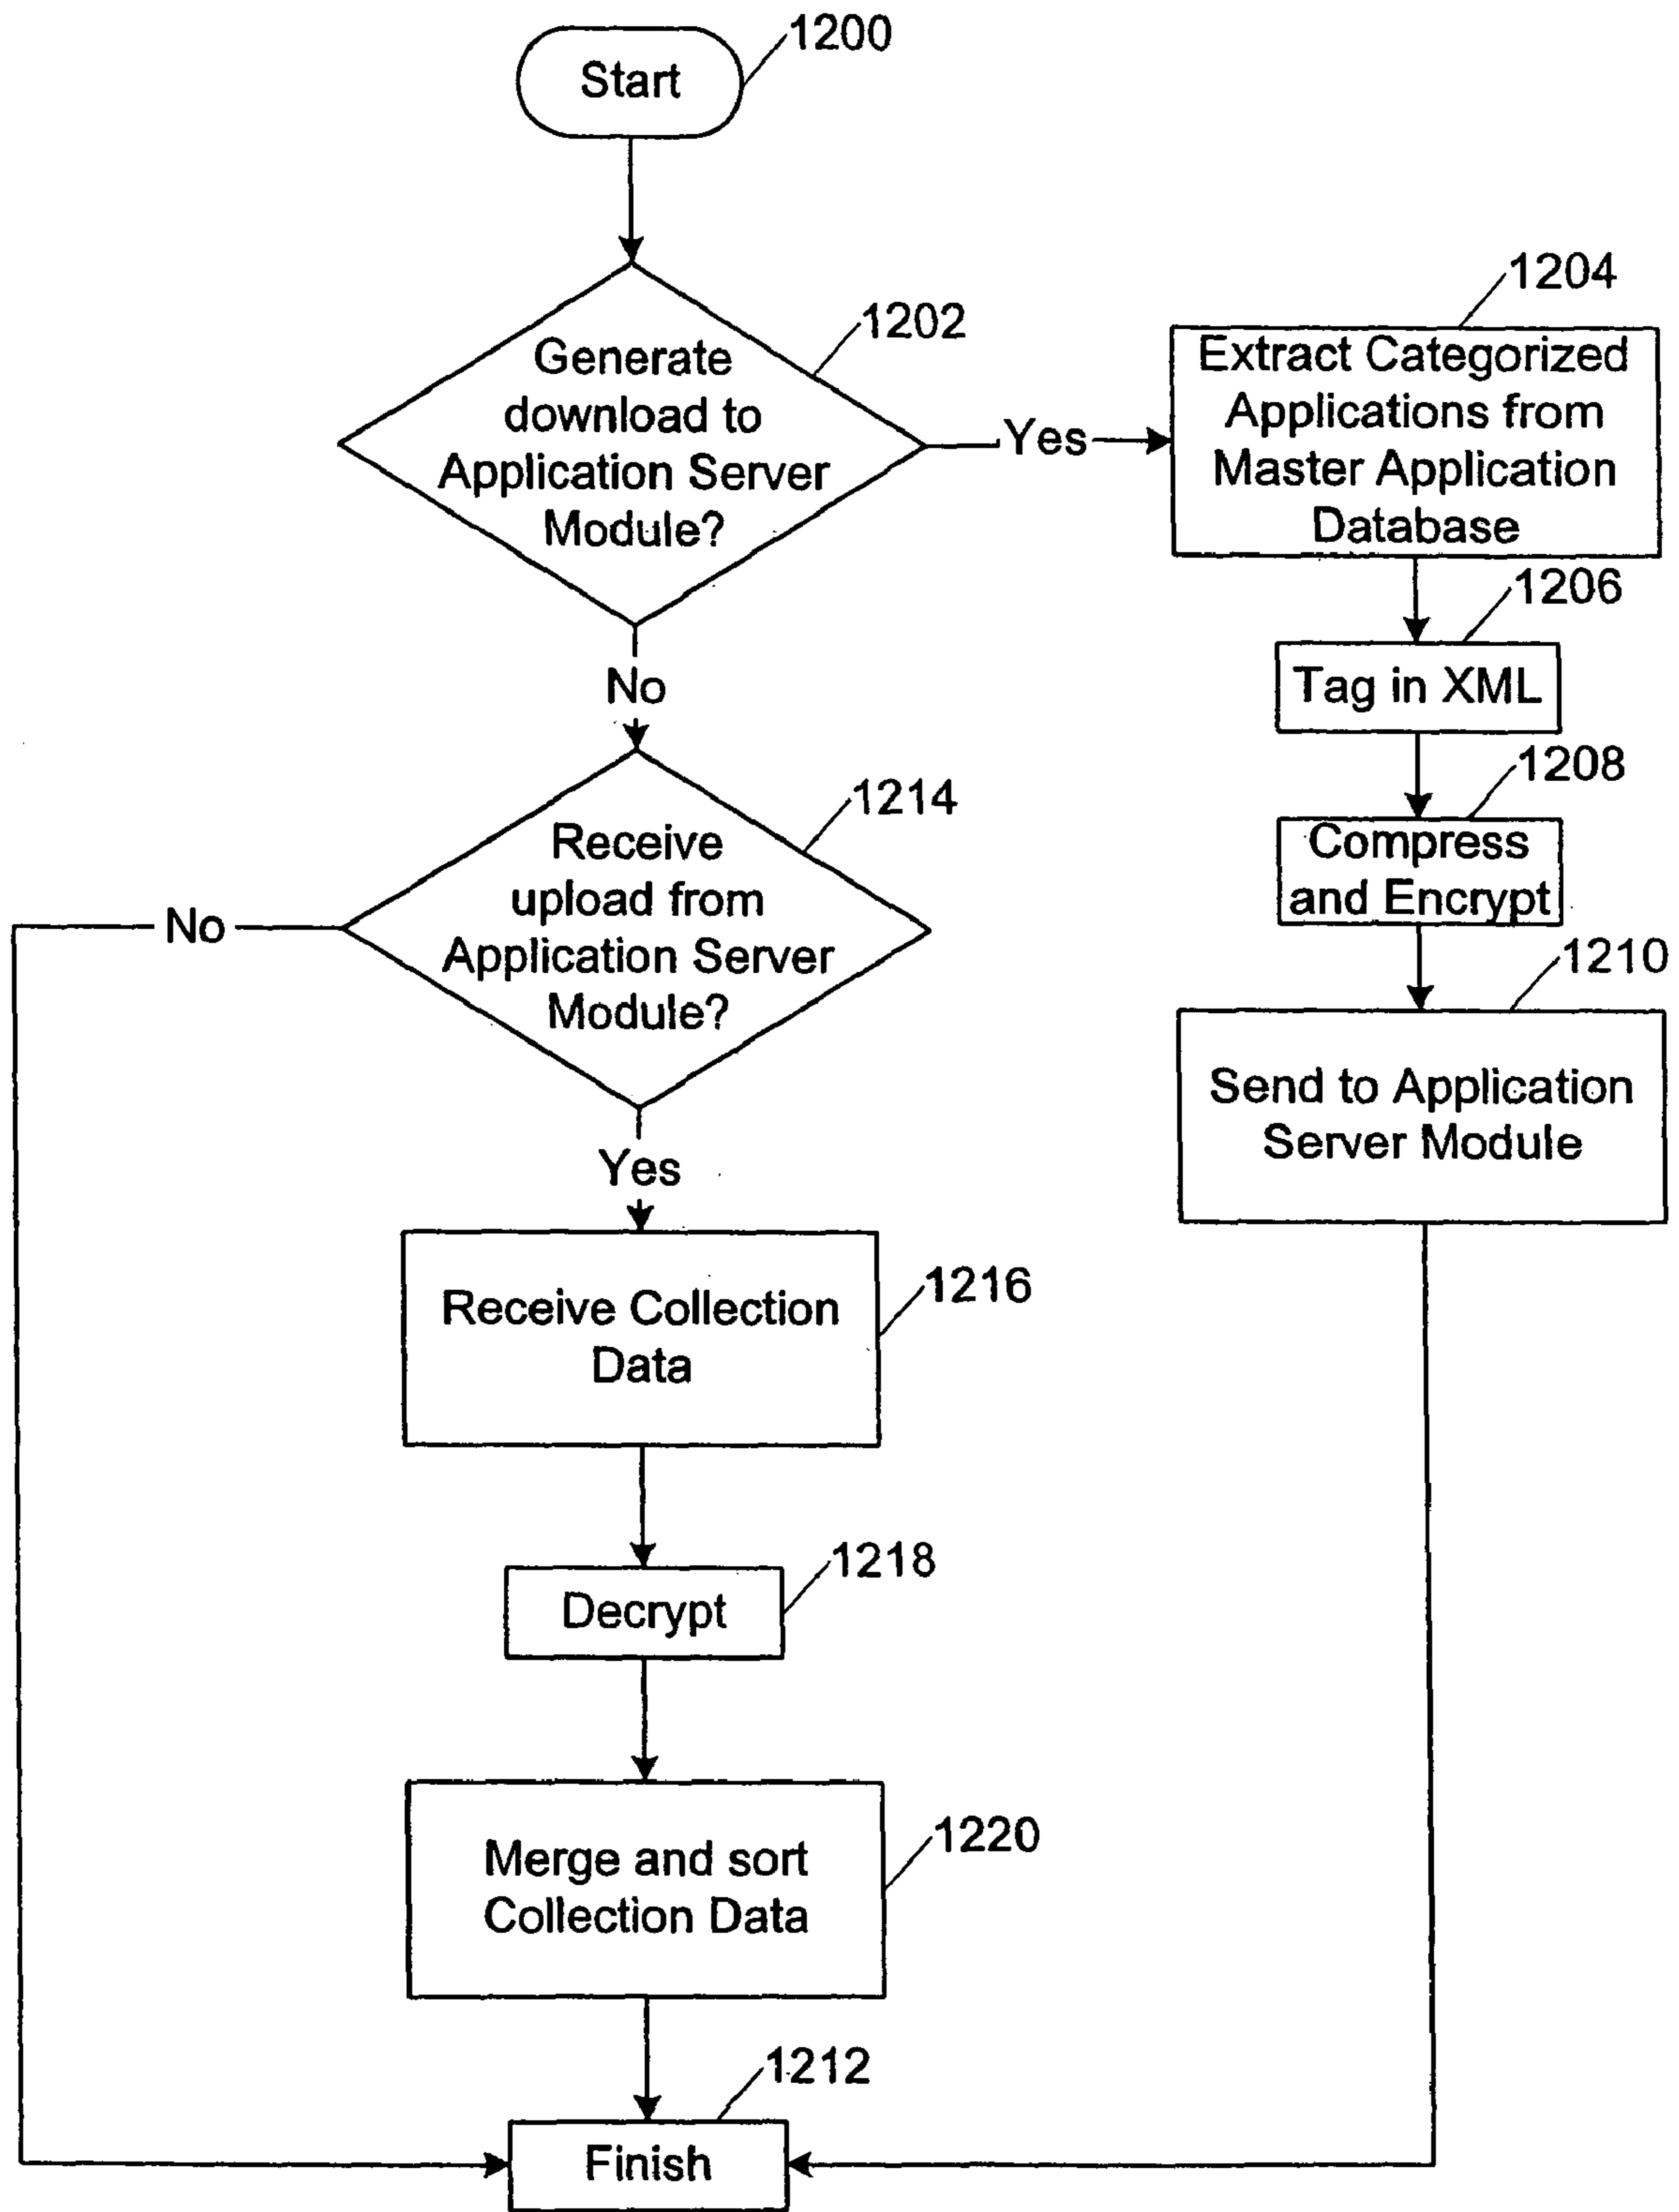 1200
Start
1202
Generate
download to
Application Server
Module?
Yes
1204
Extract Categorized
Applications from
Master Application
Database
1206
Tag in XML
1208
Compress
and Encrypt
1210
Send to Application
Server Module
No
1214
Receive
upload from
Application Server
Module?
No
Yes
1216
Receive Collection
Data
1218
Decrypt
1220
Merge and sort
Collection Data
1212
Finish